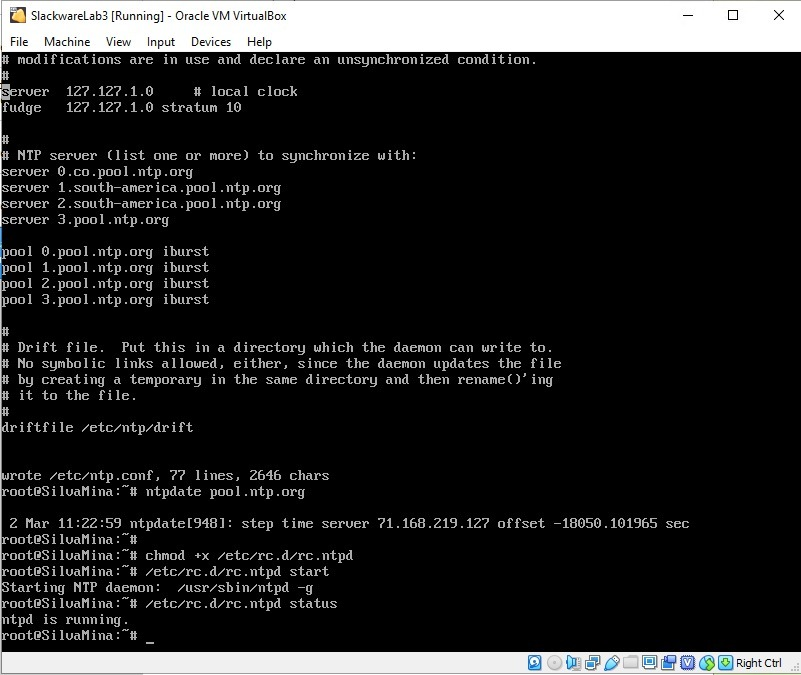 SlackwareLab3 [Running] - Oracle VM VirtualBox
File Machine View Input Devices Help
# modifications are in use and declare an unsynchronized condition.
#
server  127.127.1.0     # local clock
fudge   127.127.1.0 stratum 10
#
# NTP server (list one or more) to synchronize with:
server 0.co.pool.ntp.org
server 1.south-america.pool.ntp.org
server 2.south-america.pool.ntp.org
server 3.pool.ntp.org
pool 0.pool.ntp.org iburst
pool 1.pool.ntp.org iburst
pool 2.pool.ntp.org iburst
pool 3.pool.ntp.org iburst
#
# Drift file.  Put this in a directory which the daemon can write to.
# No symbolic links allowed, either, since the daemon updates the file
# by creating a temporary in the same directory and then rename()'ing
# it to the file.
#
driftfile /etc/ntp/drift
wrote /etc/ntp.conf, 77 lines, 2646 chars
root@SilvaMina:~# ntpdate pool.ntp.org
 2 Mar 11:22:59 ntpdate[948]: step time server 71.168.219.127 offset -18050.101965 sec
root@SilvaMina:~#
root@SilvaMina:~# chmod +x /etc/rc.d/rc.ntpd
root@SilvaMina:~# /etc/rc.d/rc.ntpd start
Starting NTP daemon:  /usr/sbin/ntpd -g
root@SilvaMina:~# /etc/rc.d/rc.ntpd status
ntpd is running.
root@SilvaMina:~# _
Right Ctrl